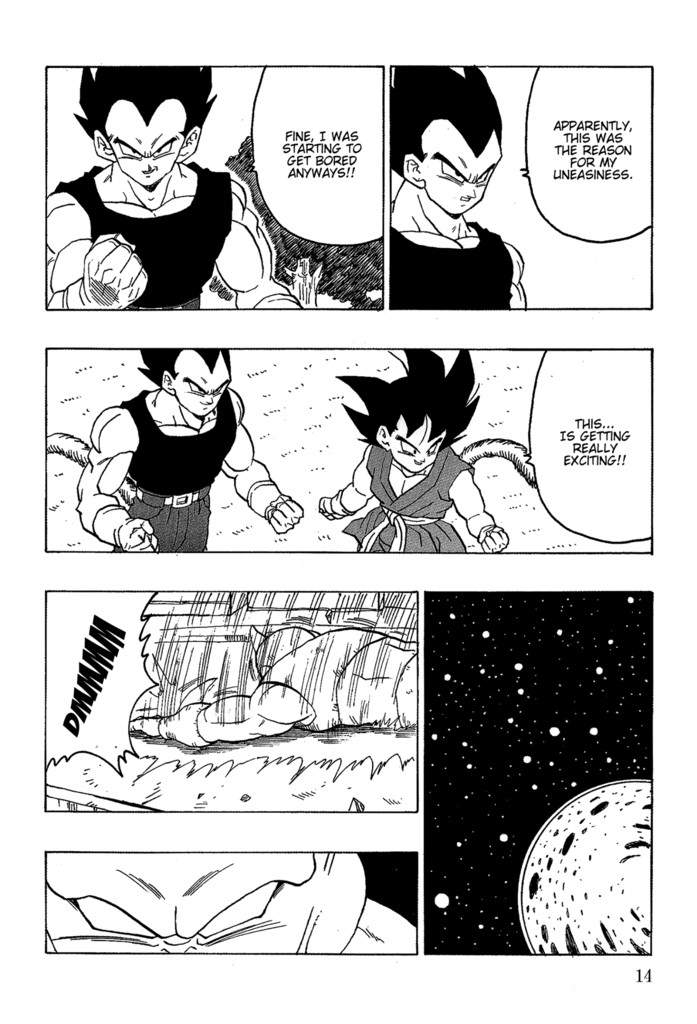 APPARENTLY,
THIS WAS
THE REASON
FOR MY
UNEASINESS.
FINE, I WAS
STARTING TO
GET BORED
ANYWAYS!!
THIS...
IS GETTING
REALLY
EXCITING!!
DWMMMM
14